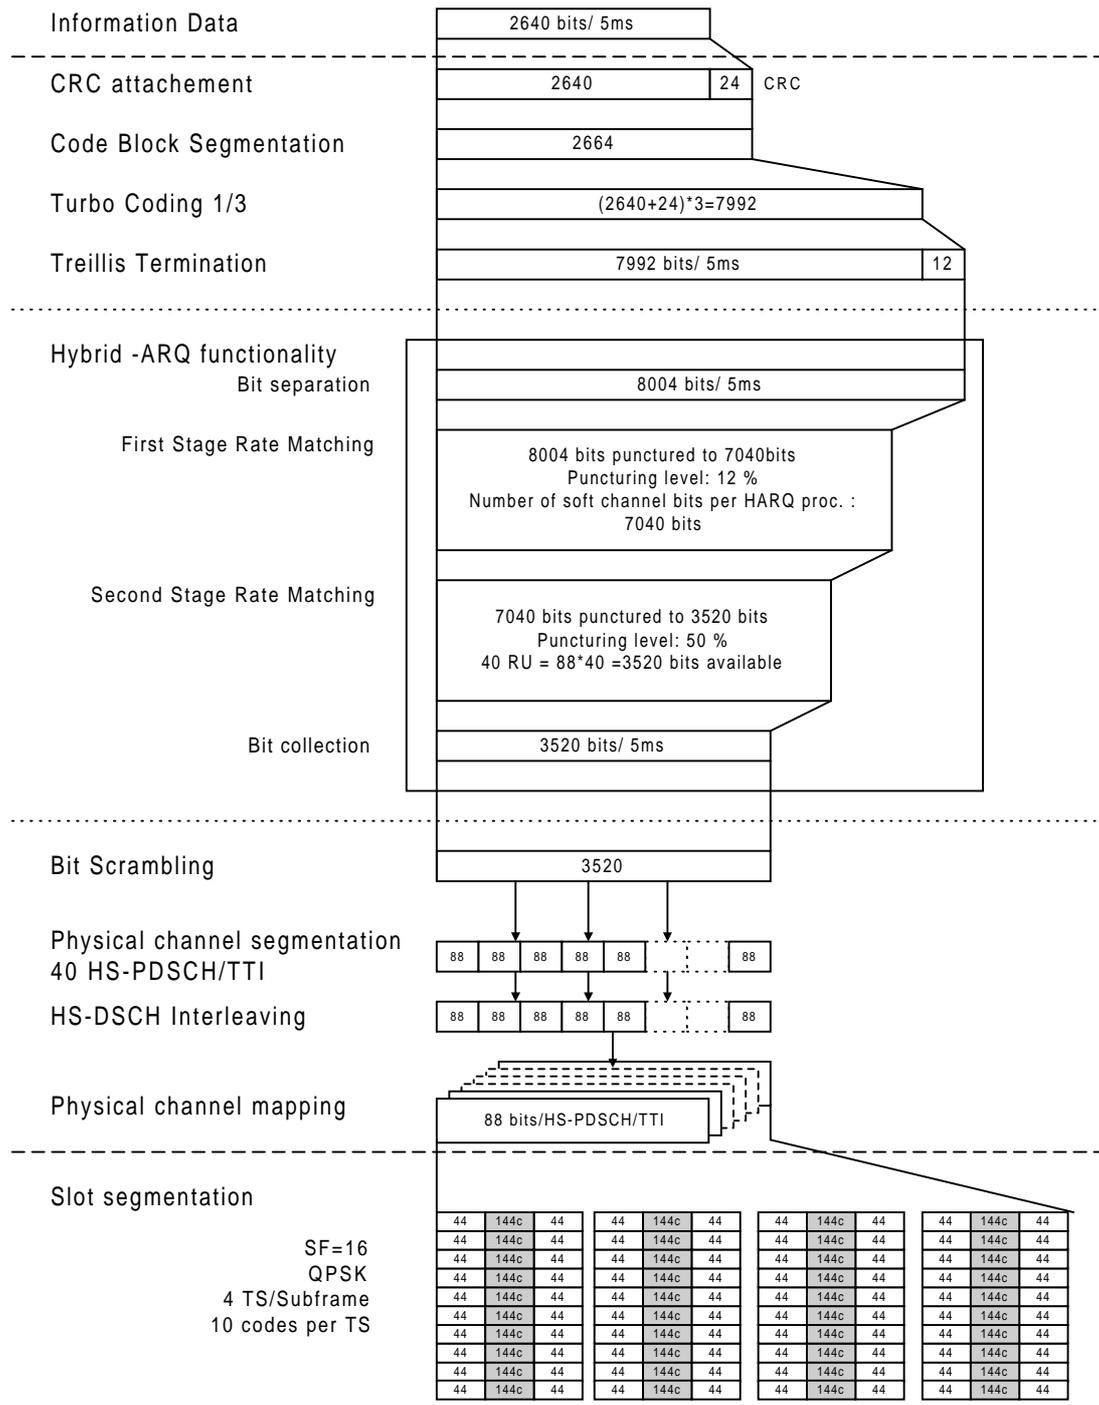 Information Data
2640 bits/ 5ms
CRC attachement
2640 24 CRC
Code Block Segmentation
2664
Turbo Coding 1/3
(2640+24)*3=7992
Treillis Termination
7992 bits/ 5ms 12
Hybrid -ARQ functionality
Bit separation
8004 bits/ 5ms
First Stage Rate Matching
8004 bits punctured to 7040bits
Puncturing level: 12 %
Number of soft channel bits per HARQ proc. :
7040 bits
Second Stage Rate Matching
7040 bits punctured to 3520 bits
Puncturing level: 50 %
40 RU = 88*40 =3520 bits available
Bit collection
3520 bits/ 5ms
Bit Scrambling
3520
Physical channel segmentation
40 HS-PDSCH/TTI
88 88 88 88 88 88
HS-DSCH Interleaving
88 88 88 88 88 88
Physical channel mapping
88 bits/HS-PDSCH/TTI
Slot segmentation
SF=16
QPSK
4 TS/Subframe
10 codes per TS
44 144c 44 44 144c 44 44 144c 44 44 144c 44
44 144c 44 44 144c 44 44 144c 44 44 144c 44
44 144c 44 44 144c 44 44 144c 44 44 144c 44
44 144c 44 44 144c 44 44 144c 44 44 144c 44
44 144c 44 44 144c 44 44 144c 44 44 144c 44
44 144c 44 44 144c 44 44 144c 44 44 144c 44
44 144c 44 44 144c 44 44 144c 44 44 144c 44
44 144c 44 44 144c 44 44 144c 44 44 144c 44
44 144c 44 44 144c 44 44 144c 44 44 144c 44
44 144c 44 44 144c 44 44 144c 44 44 144c 44